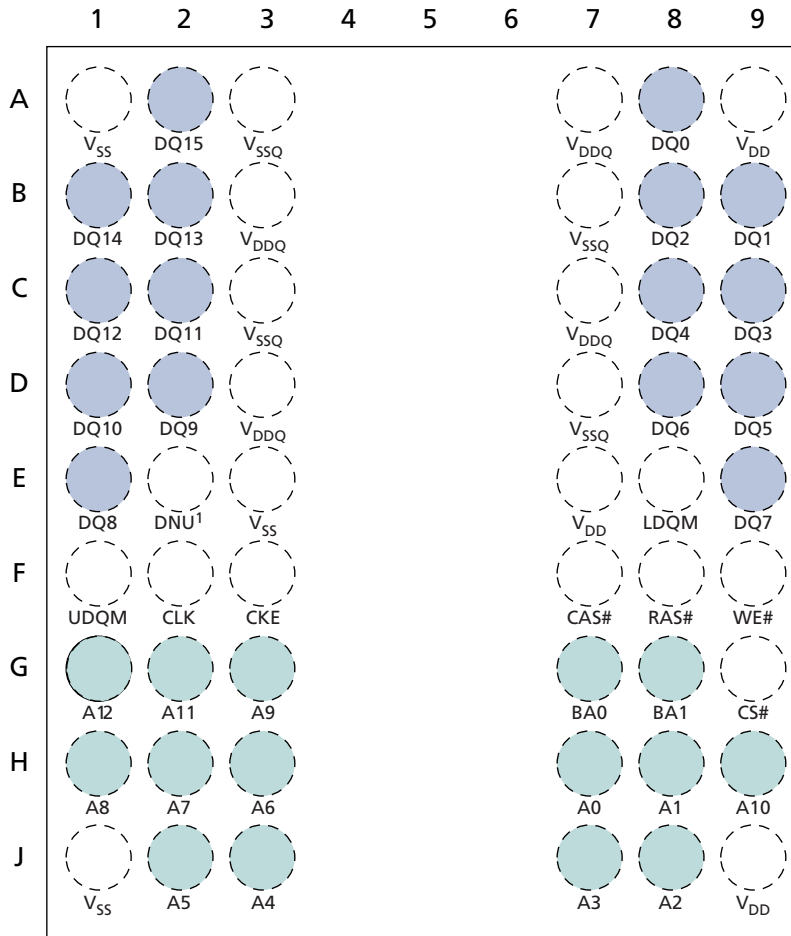 1 2 3 4 5 6 7 8 9
A
VSS DQ15 VSSQ VDDQ DQ0 VDD
B
DQ14 DQ13 VDDQ VSSQ DQ2 DQ1
C
DQ12 DQ11 VSSQ VDDQ DQ4 DQ3
D
DQ10 DQ9 VDDQ VSSQ DQ6 DQ5
E
DQ8 DNU¹ VSS VDD LDQM DQ7
F
UDQM CLK CKE CAS# RAS# WE#
G
A12 A11 A9 BA0 BA1 CS#
H
A8 A7 A6 A0 A1 A10
J
VSS A5 A4 A3 A2 VDD